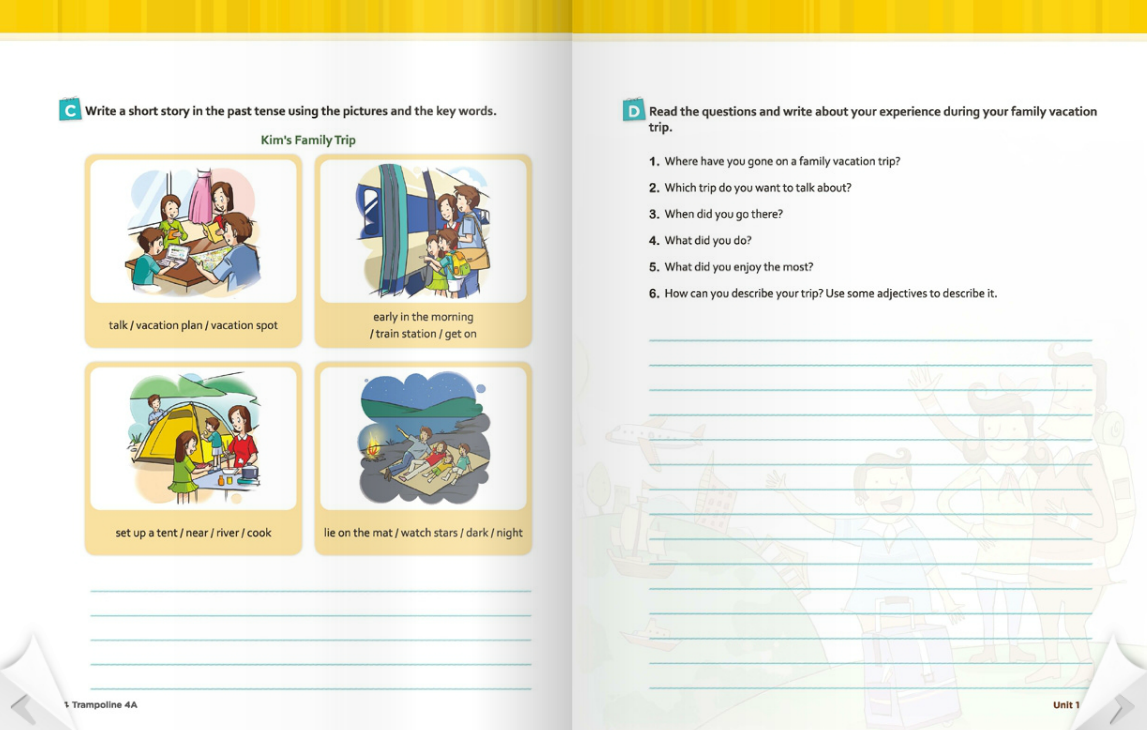 C Write a short story in the past tense using the pictures and the key words.
Kim's Family Trip
talk / vacation plan / vacation spot
early in the morning
/ train station / get on
set up a tent / near / river / cook
lie on the mat / watch stars / dark / night
Trampoline 4A
D Read the questions and write about your experience during your family vacation
trip.
1. Where have you gone on a family vacation trip?
2. Which trip do you want to talk about?
3. When did you go there?
4. What did you do?
5. What did you enjoy the most?
6. How can you describe your trip? Use some adjectives to describe it.
Unit 1